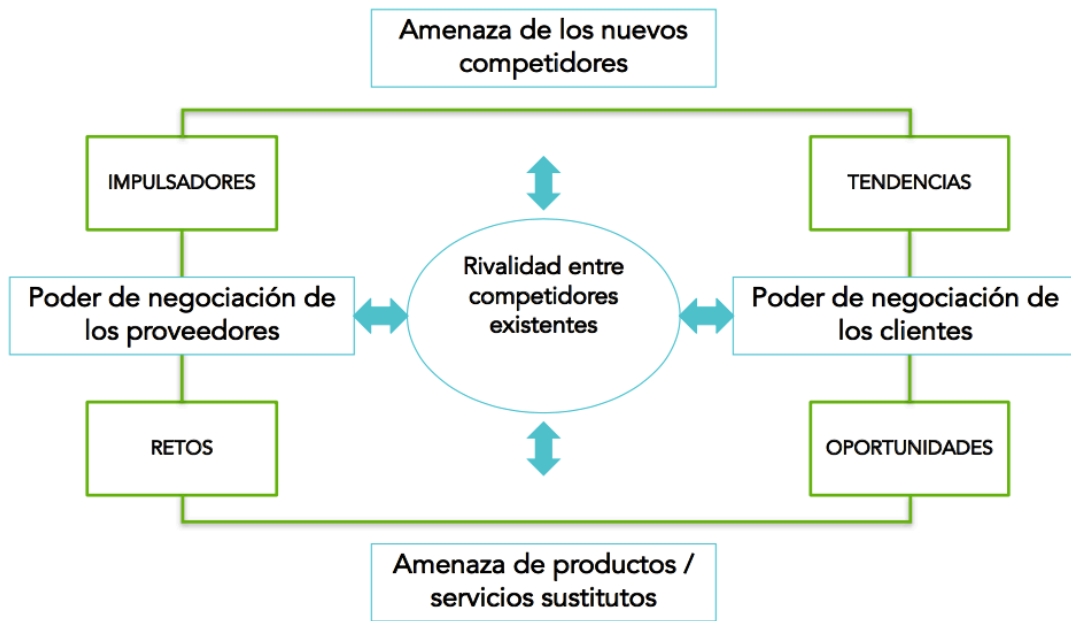 Amenaza de los nuevos
competidores
IMPULSADORES
TENDENCIAS
Rivalidad entre
competidores
existentes
Poder de negociación de
los proveedores
Poder de negociación de
los clientes
RETOS
OPORTUNIDADES
Amenaza de productos /
servicios sustitutos